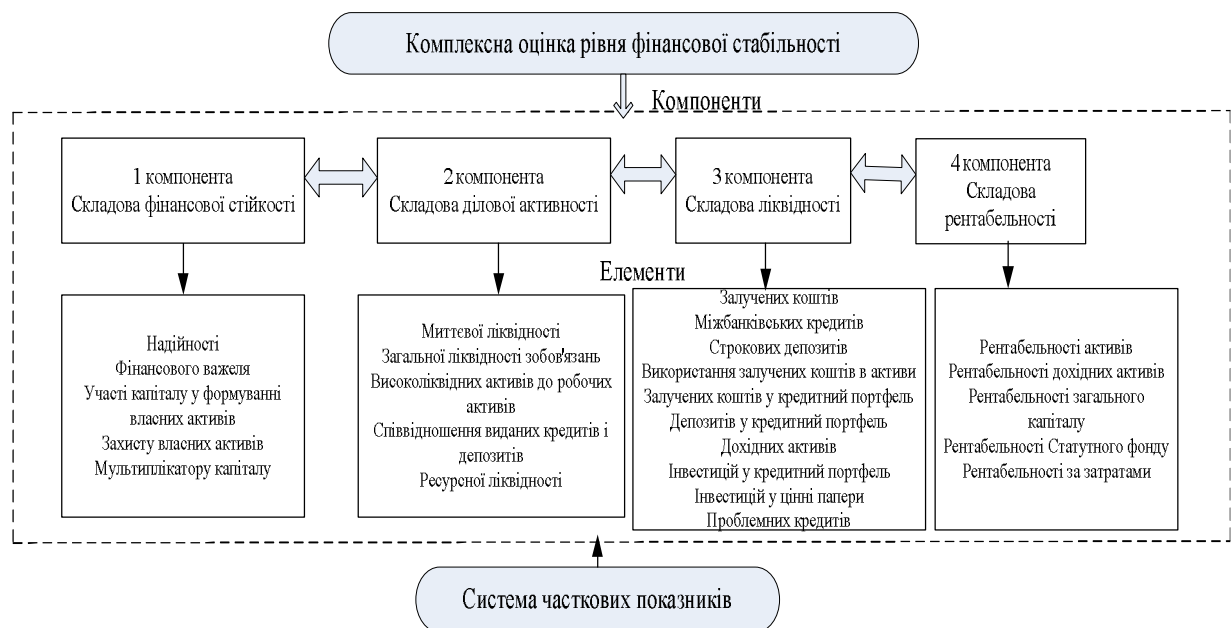 Комплексна оцінка рівня фінансової стабільності
Компоненти
1 компонента
Складова фінансової стійкості
2 компонента
Складова ділової активності
3 компонента
Складова ліквідності
4 компонента
Складова
рентабельності
Елементи
Надійності
Фінансового важеля
Участі капіталу у формуванні
власних активів
Захисту власних активів
Мультиплікатору капіталу
Миттєвої ліквідності
Загальної ліквідності зобов'язань
Високоліквідних активів до робочих
активів
Співвідношення виданих кредитів і
депозитів
Ресурсної ліквідності
Залучених коштів
Міжбанківських кредитів
Строкових депозитів
Використання залучених коштів в активи
Залучених коштів у кредитний портфель
Депозитів у кредитний портфель
Дохідних активів
Інвестицій у кредитний портфель
Інвестицій у цінні папери
Проблемних кредитів
Рентабельності активів
Рентабельності дохідних активів
Рентабельності загального
капіталу
Рентабельності Статутного фонду
Рентабельності за затратами
Система часткових показників